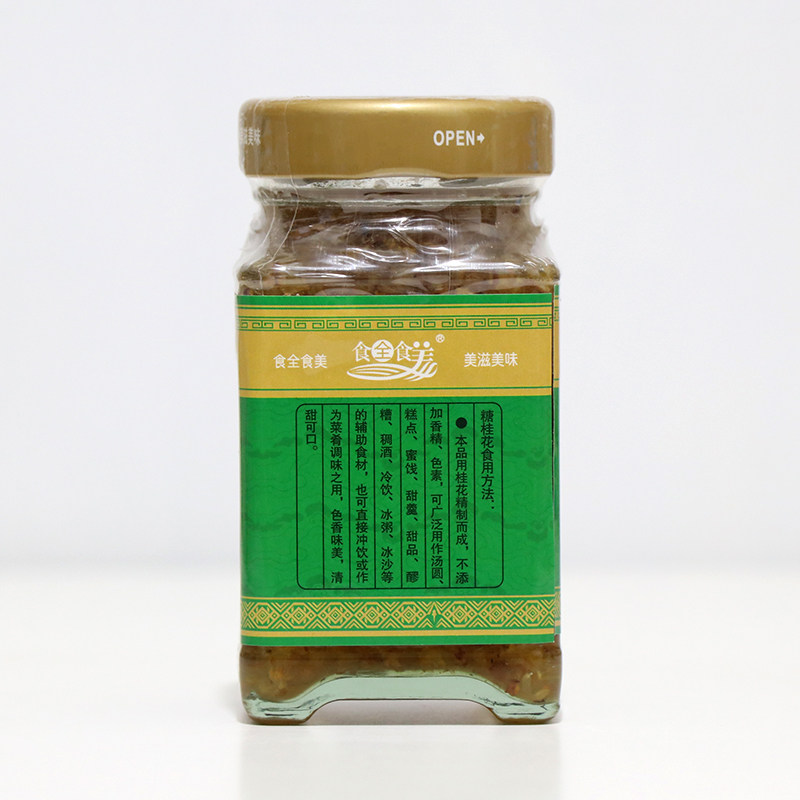 滋美味
OPEN
食全食美
食全食美®
美滋美味
糖桂花食用方法：
●本品用桂花精制而成，不添
加香精、色素，可广泛用作汤圆、
糕点、蜜饯、甜羹、甜品、醪
糟、稠酒、冷饮、冰粥、冰沙等
的辅助食材，也可直接冲饮或作
为菜肴调味之用，色香味美，清
甜可口。